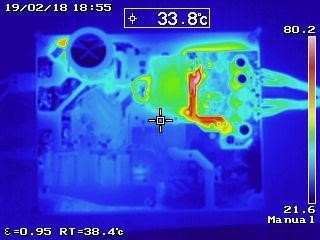 19/02/18 18:55
33.8℃
80.2
21.6
Manual
ε=0.95 RT=38.4℃